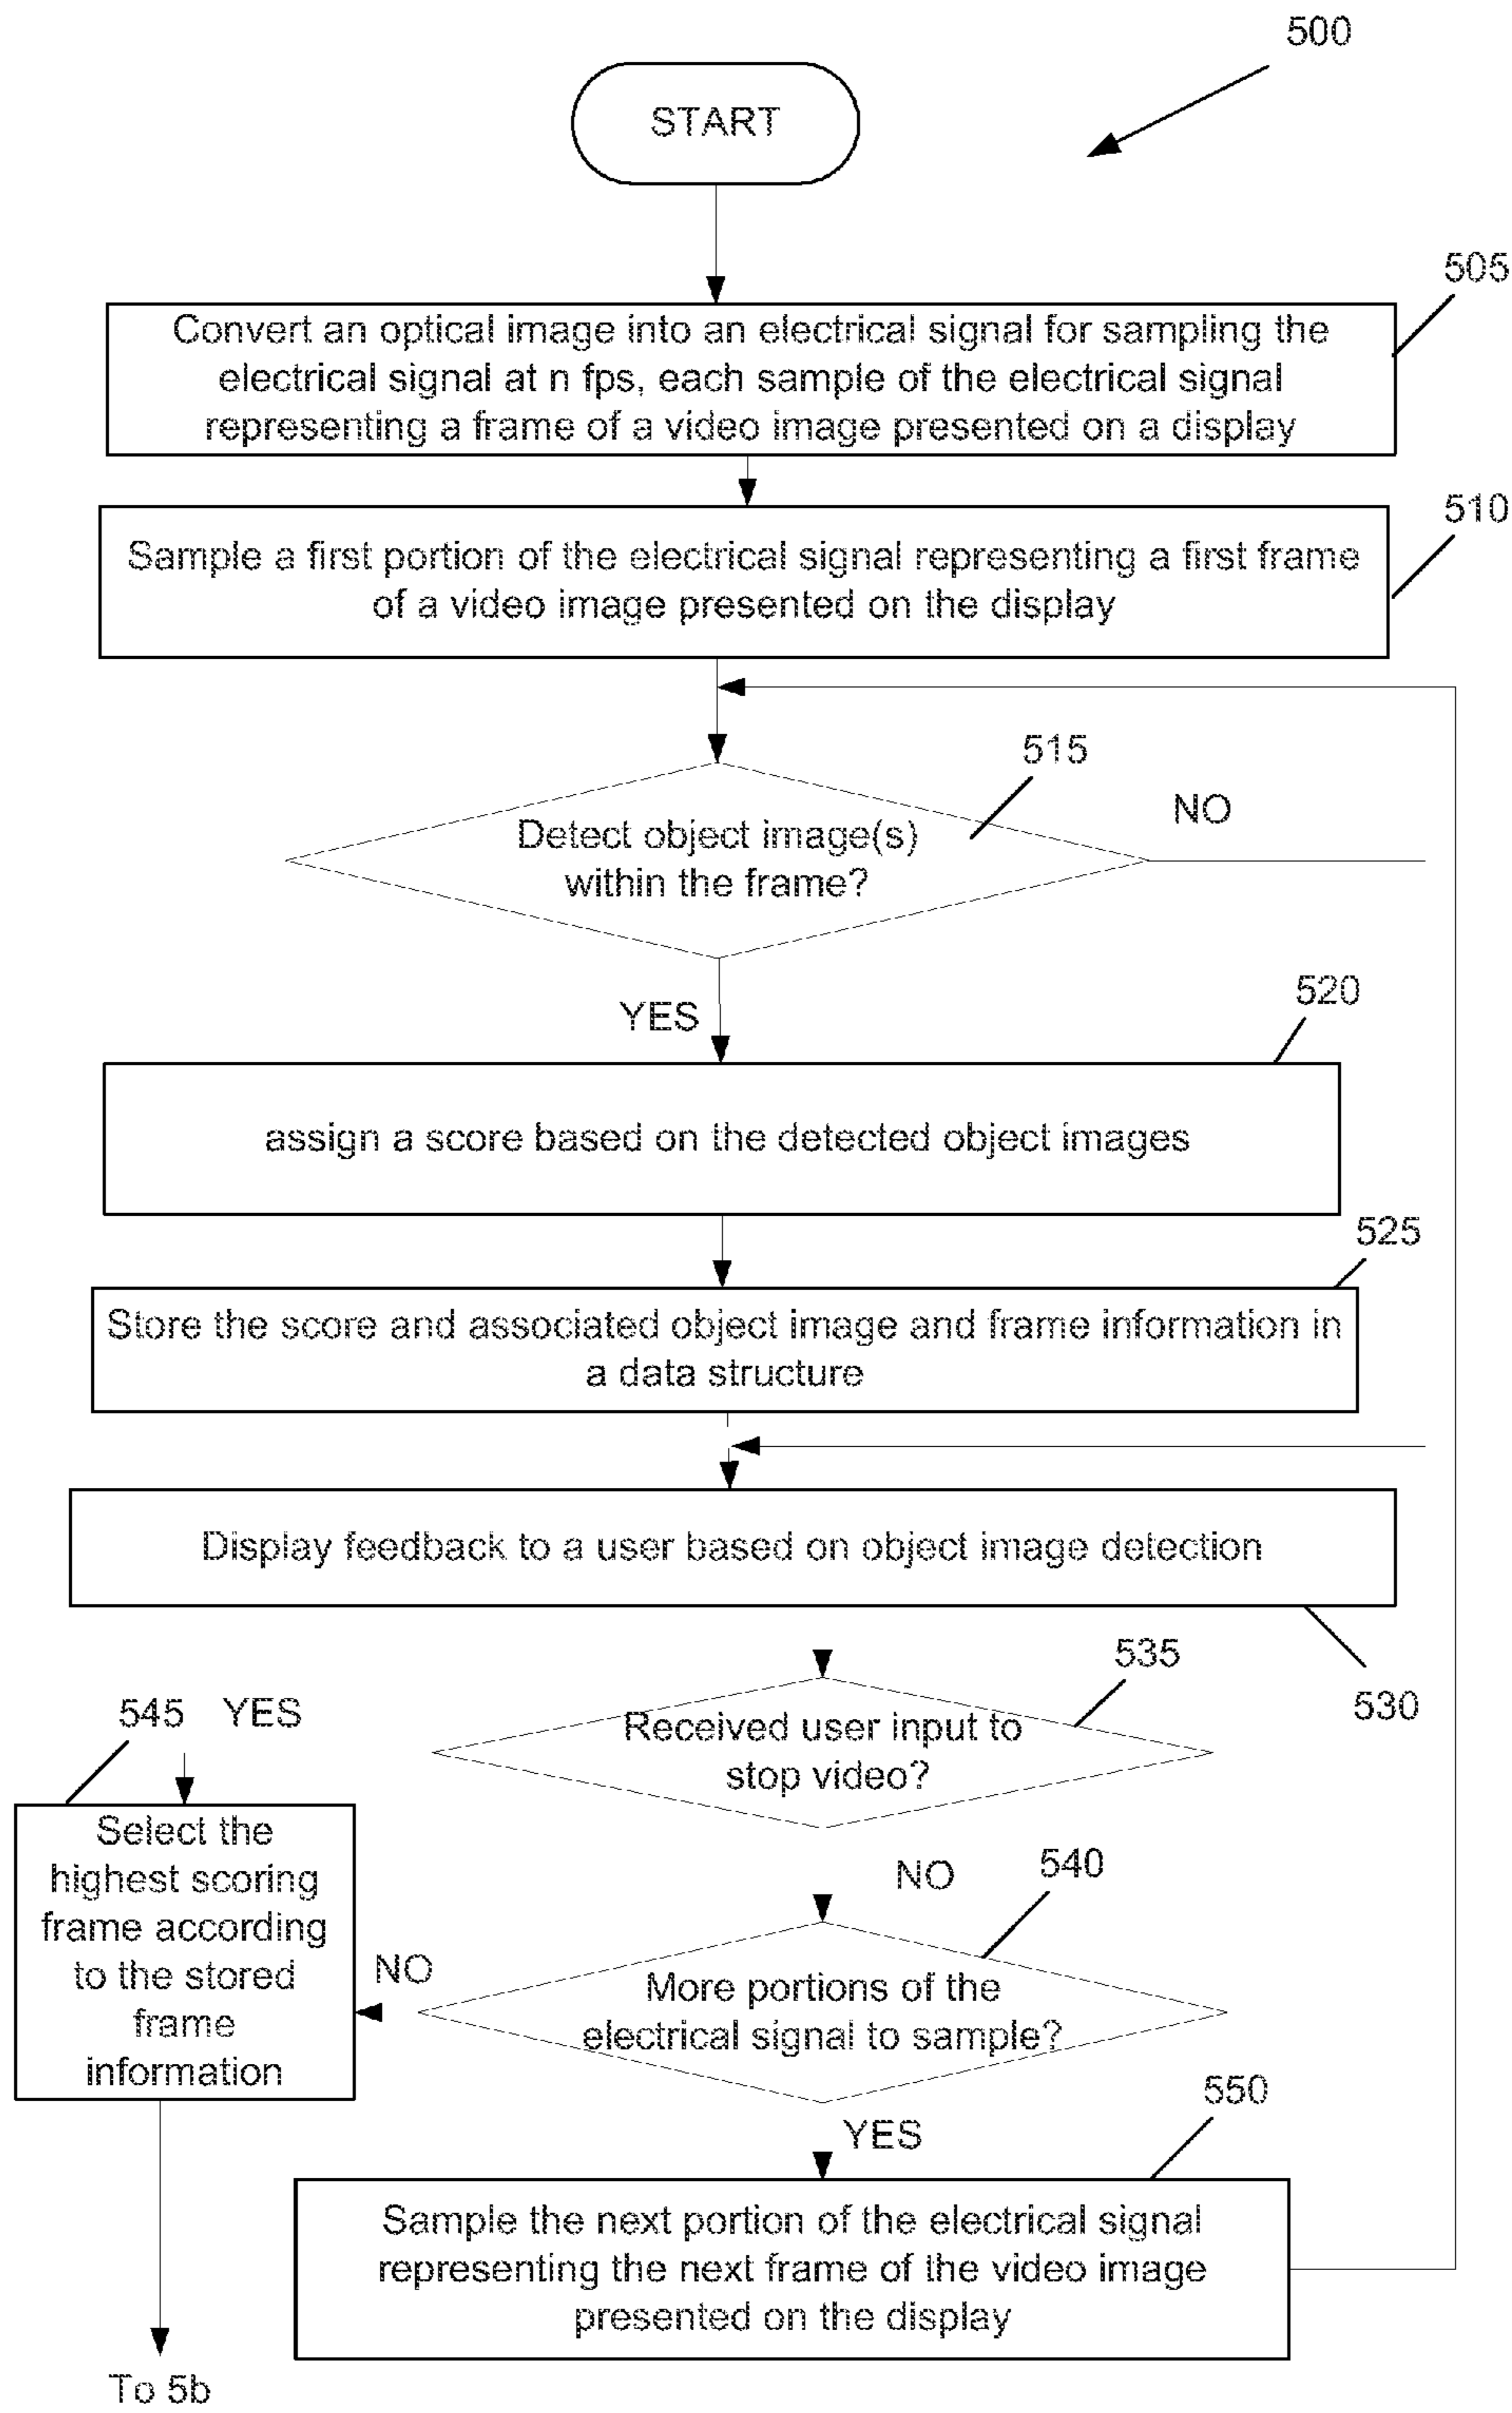 500
START
505
Convert an optical image into an electrical signal for sampling the
electrical signal at n fps, each sample of the electrical signal
representing a frame of a video image presented on a display
510
Sample a first portion of the electrical signal representing a first frame
of a video image presented on the display
515
NO
Detect object image(s)
within the frame?
YES
520
assign a score based on the detected object images
525
Store the score and associated object image and frame information in
a data structure
Display feedback to a user based on object image detection
530
535
Received user input to
stop video?
545
YES
Select the
highest scoring
frame according
to the stored
frame
information
NO
540
NO
More portions of the
electrical signal to sample?
YES
550
Sample the next portion of the electrical signal
representing the next frame of the video image
presented on the display
To 5b